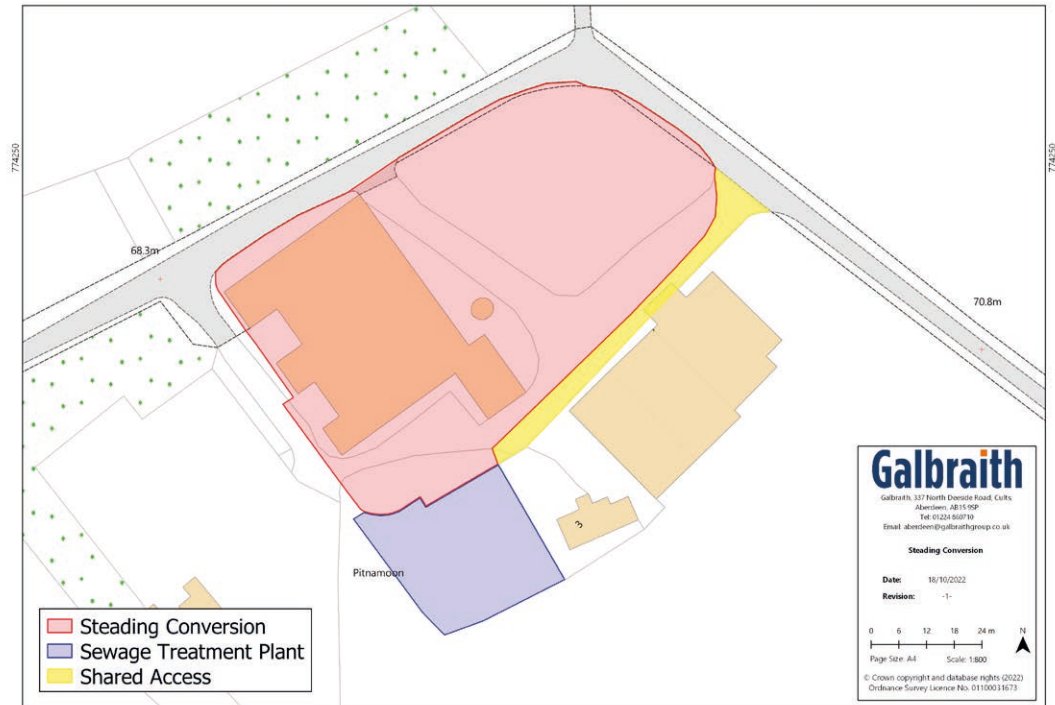 774250
774250
68.3m
70.8m
3
Pitnamoon
Steading Conversion
Sewage Treatment Plant
Shared Access
Galbraith
Galbraith, 337 North Deeside Road, Cults,
Aberdeen, AB15 9SP
Tel: 01224 860710
Email: aberdeen@galbraithgroup.co.uk
Steading Conversion
Date: 18/10/2022
Revision: -1-
0 6 12 18 24 m
N
Page Size: A4 Scale: 1:800
© Crown copyright and database rights (2022)
Ordnance Survey Licence No. 01100031673